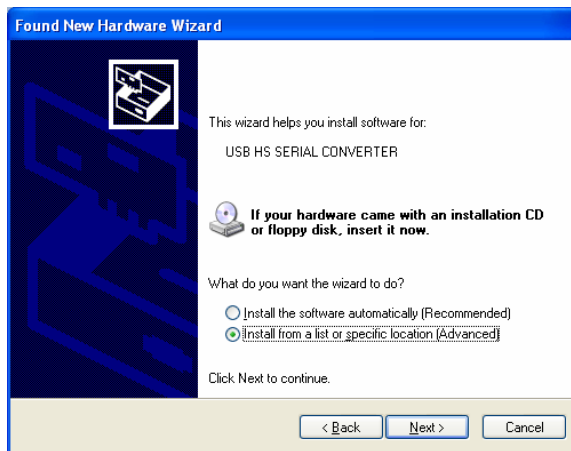 Found New Hardware Wizard
This wizard helps you install software for:
USB HS SERIAL CONVERTER
If your hardware came with an installation CD
or floppy disk, insert it now.
What do you want the wizard to do?
Install the software automatically (Recommended)
Install from a list or specific location (Advanced)
Click Next to continue.
< Back Next > Cancel